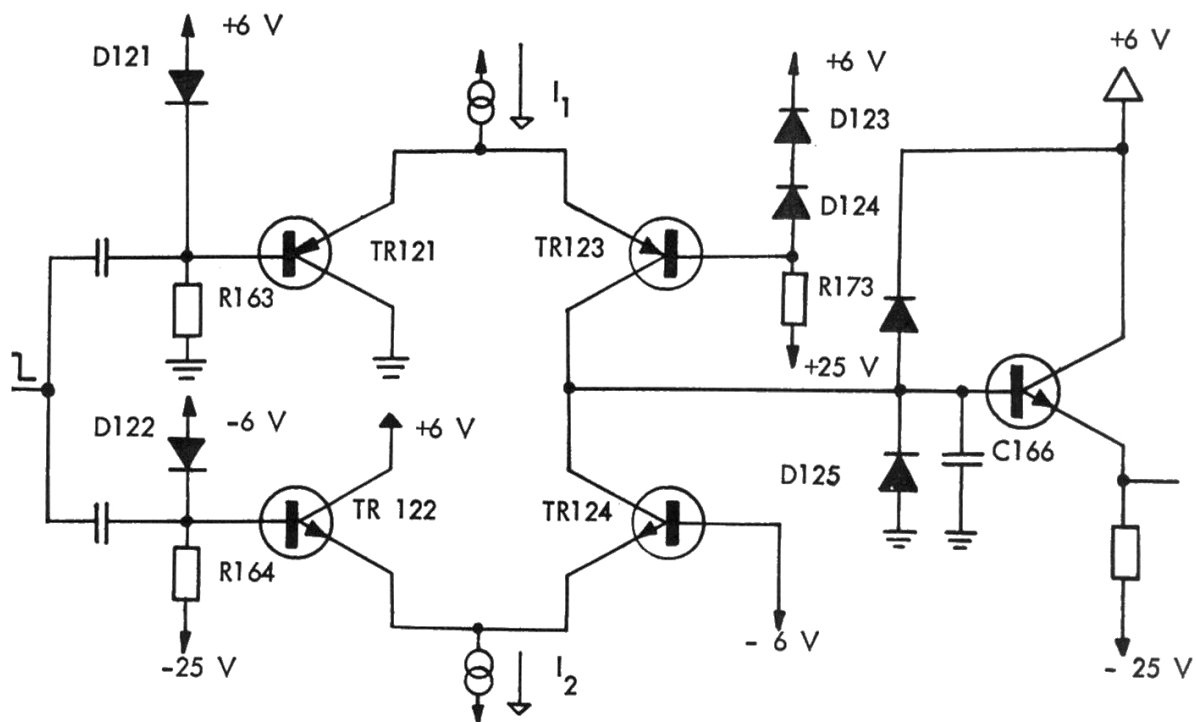 +6 V
D121
I1
+6 V
+6 V
D123
D124
TR121
TR123
R163
R173
+25 V
D122
-6 V
+6 V
D125
C166
TR 122
TR124
R164
-25 V
I2
- 6 V
- 25 V